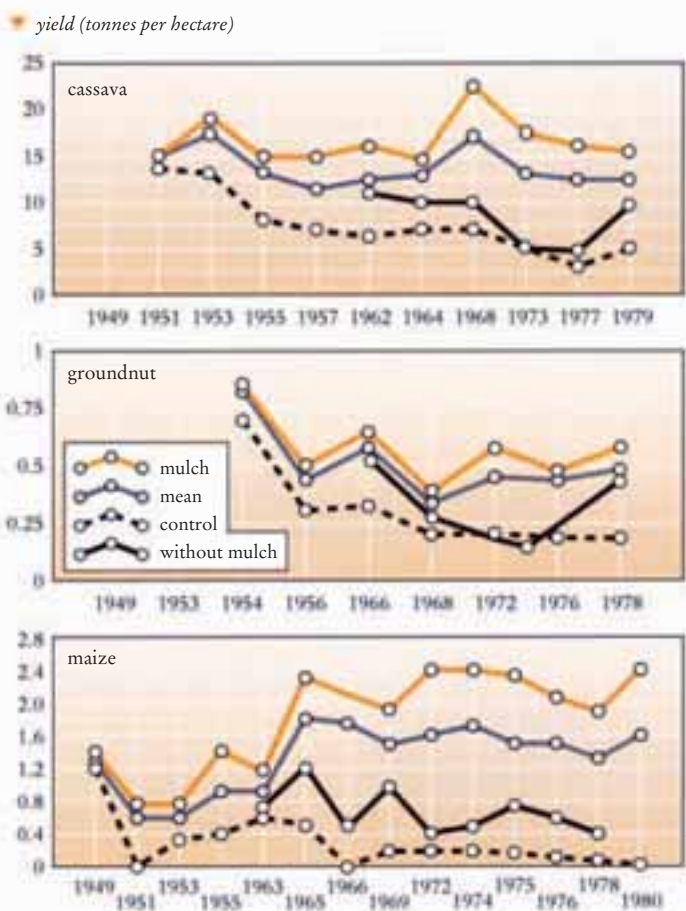 yield (tonnes per hectare)
25
cassava
20
15
10
5
0
1949 1951 1953 1955 1957 1962 1964 1968 1973 1977 1979
1
groundnut
0.75
0.5
mulch
mean
0.25
control
without mulch
0
1949 1953 1954 1956 1966 1968 1972 1976 1978
2.8
maize
2.4
2.0
1.6
1.2
0.8
0.4
0
1949 1953 1963 1966 1972 1975 1978
1951 1955 1965 1969 1974 1976 1980